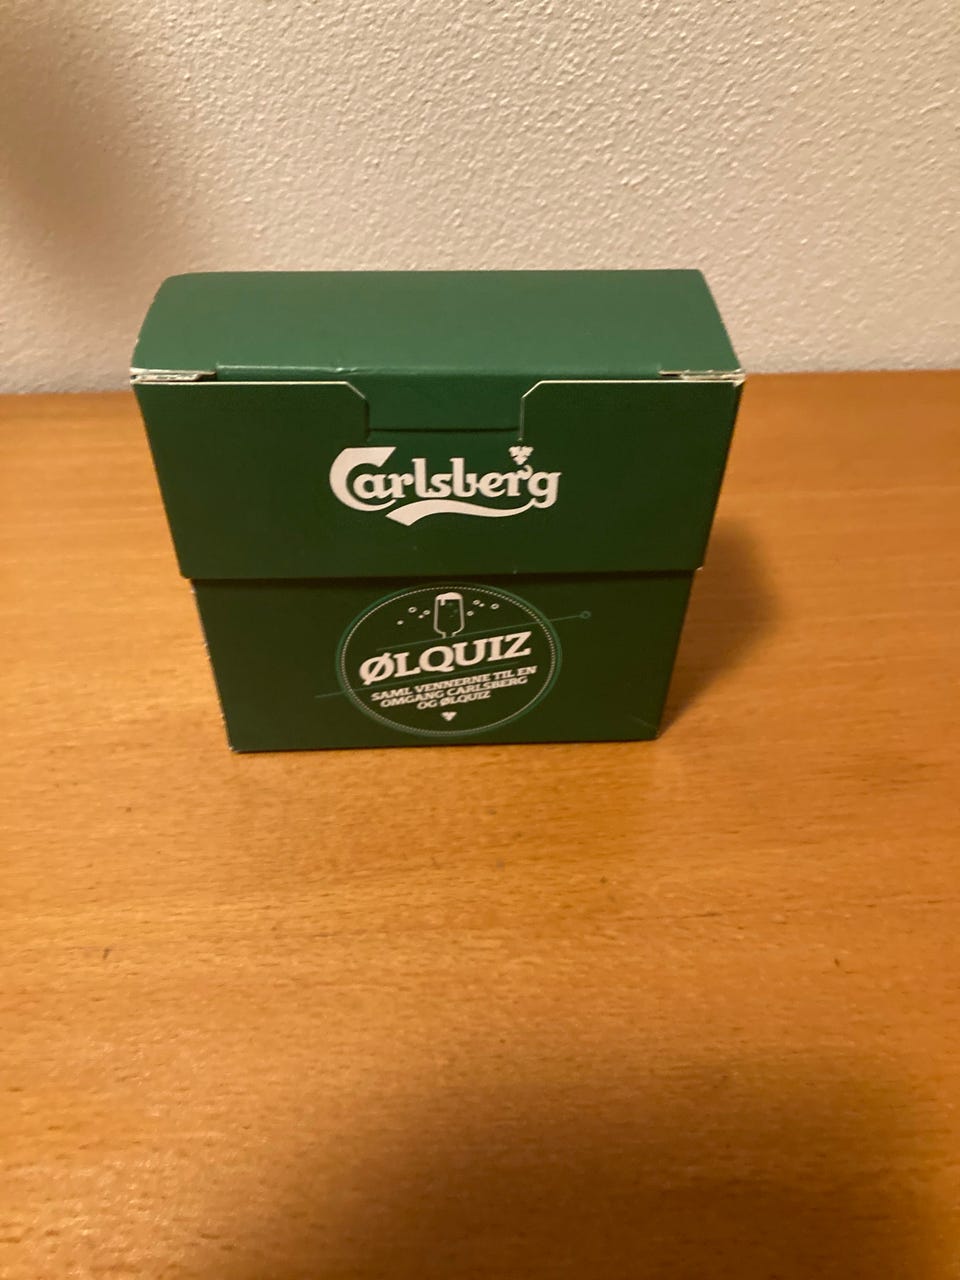 Carlsberg
ØLQUIZ
SAML VENNERNE TIL EN
OMGANG CARLSBERG
OG ØLQUIZ